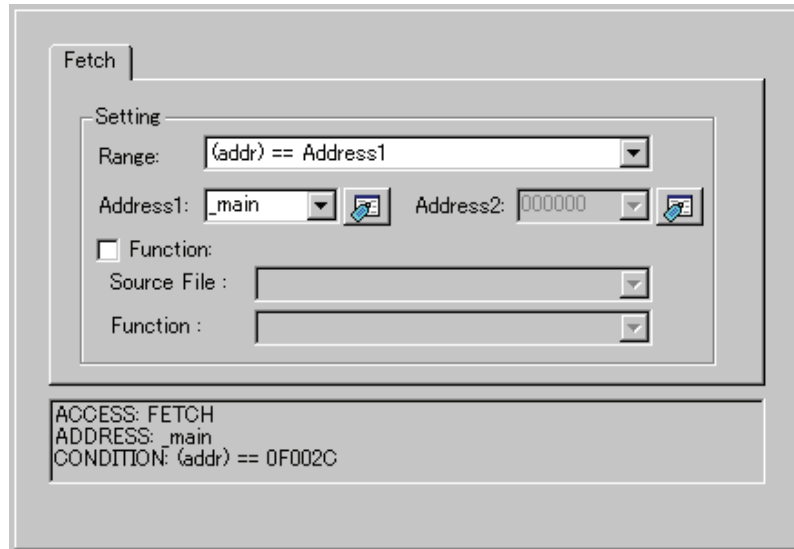 Fetch
Setting
Range: (addr) == Address1
Address1: _main Address2: 000000
Function:
Source File :
Function :
ACCESS: FETCH
ADDRESS: _main
CONDITION: (addr) == 0F002C